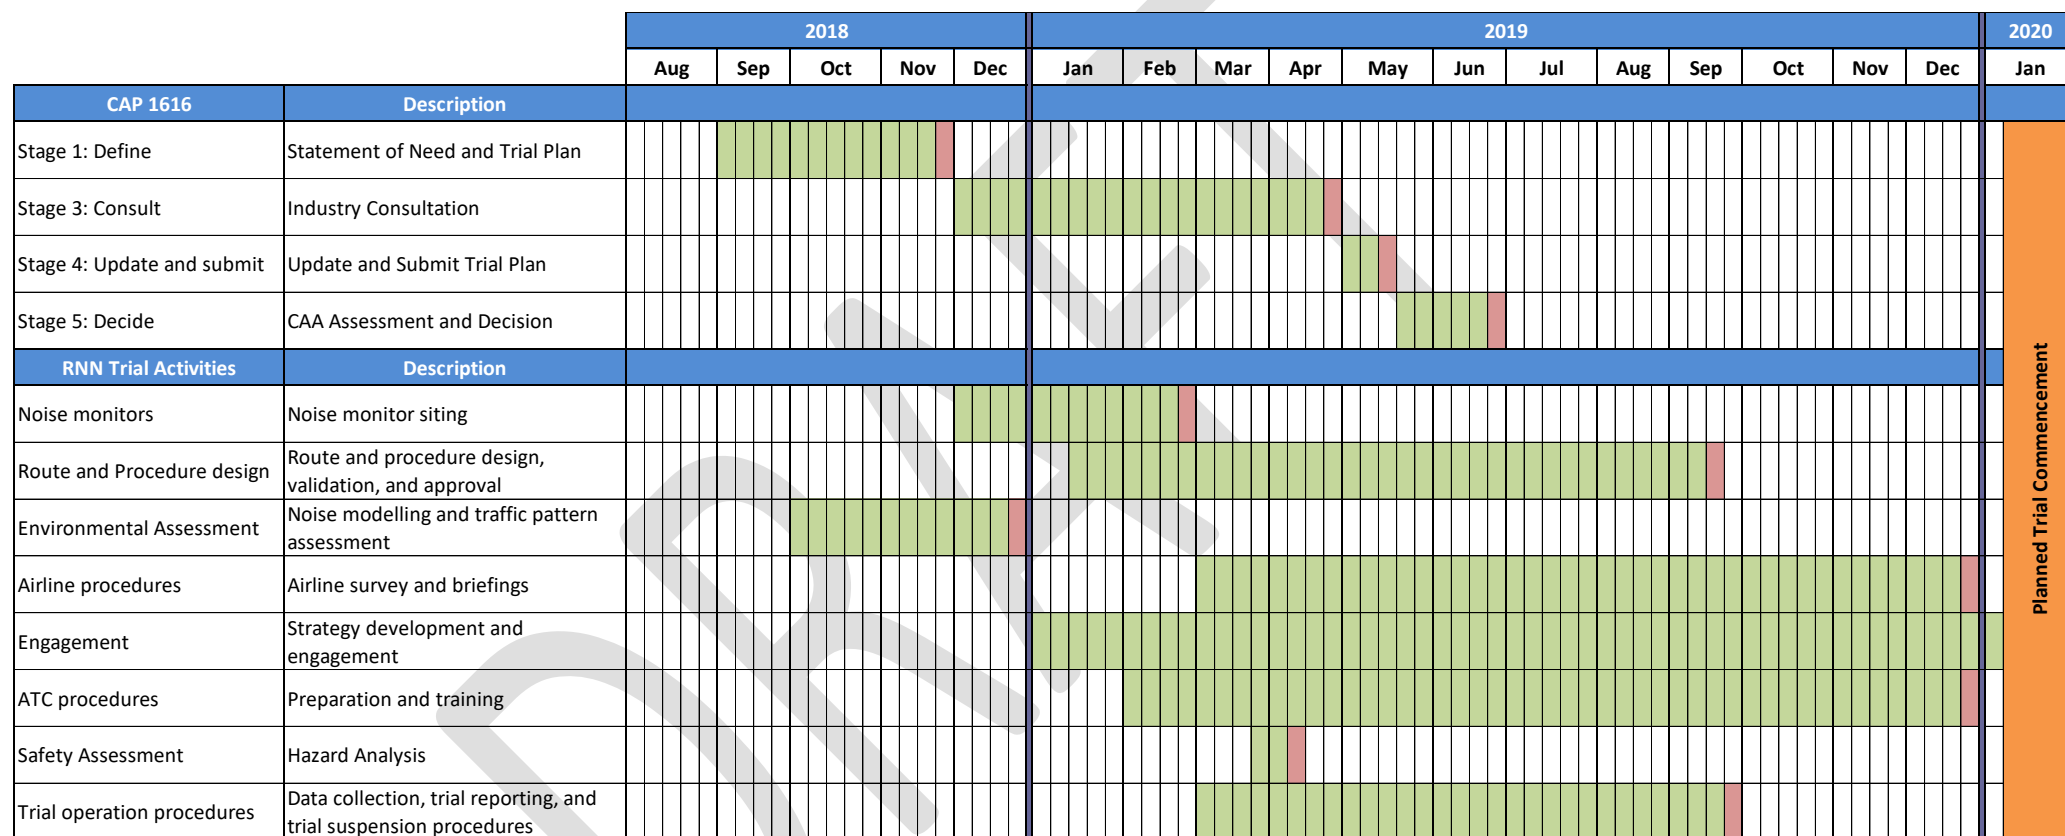 2018 2019 2020
Aug Sep Oct Nov Dec Jan Feb Mar Apr May Jun Jul Aug Sep Oct Nov Dec Jan
CAP 1616 Description
Stage 1: Define Statement of Need and Trial Plan
Stage 3: Consult Industry Consultation
Stage 4: Update and submit Update and Submit Trial Plan
Stage 5: Decide CAA Assessment and Decision
RNN Trial Activities Description
Noise monitors Noise monitor siting
Route and Procedure design Route and procedure design,
validation, and approval
Environmental Assessment Noise modelling and traffic pattern
assessment
Airline procedures Airline survey and briefings
Engagement Strategy development and
engagement
ATC procedures Preparation and training
Safety Assessment Hazard Analysis
Trial operation procedures Data collection, trial reporting, and
trial suspension procedures
Planned Trial Commencement
DRAFT